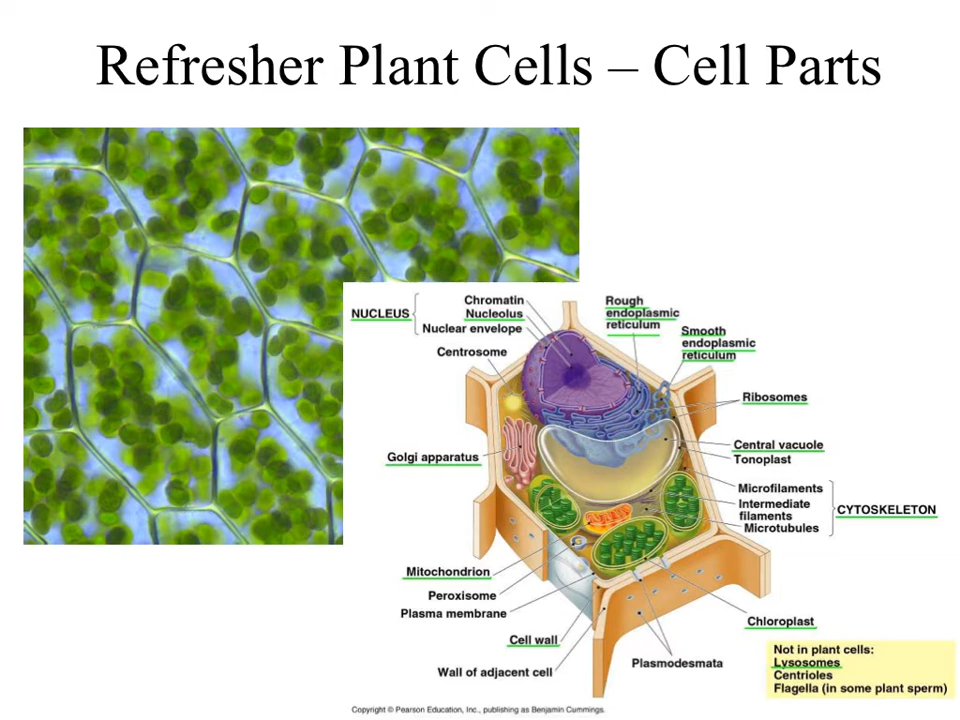 Refresher Plant Cells – Cell Parts
NUCLEUS
Chromatin
Nucleolus
Nuclear envelope
Centrosome
Rough
endoplasmic
reticulum
Smooth
endoplasmic
reticulum
Ribosomes
Golgi apparatus
Central vacuole
Tonoplast
Microfilaments
Intermediate
filaments
Microtubules
CYTOSKELETON
Mitochondrion
Peroxisome
Plasma membrane
Cell wall
Wall of adjacent cell
Chloroplast
Plasmodesmata
Not in plant cells:
Lysosomes
Centrioles
Flagella (in some plant sperm)
Copyright © Pearson Education, Inc., publishing as Benjamin Cummings.